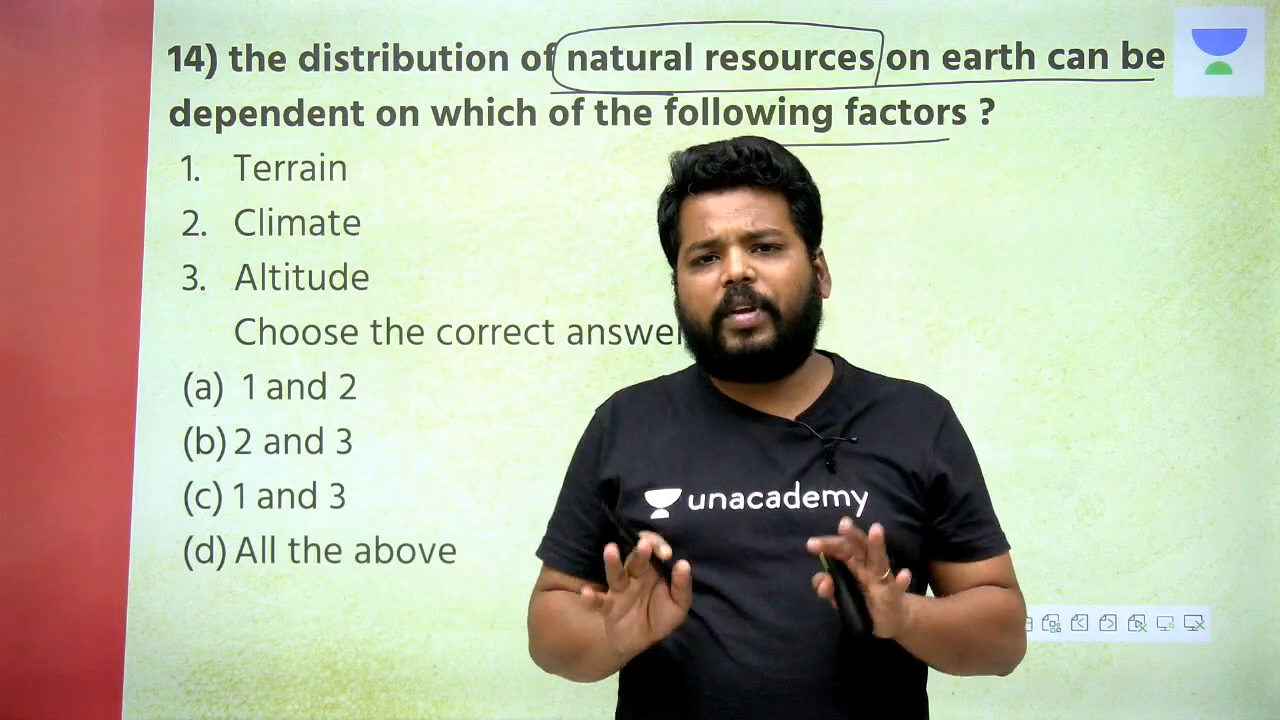 14) the distribution of natural resources on earth can be
dependent on which of the following factors ?
1. Terrain
2. Climate
3. Altitude
Choose the correct answer
(a) 1 and 2
(b) 2 and 3
(c) 1 and 3
(d) All the above
unacademy